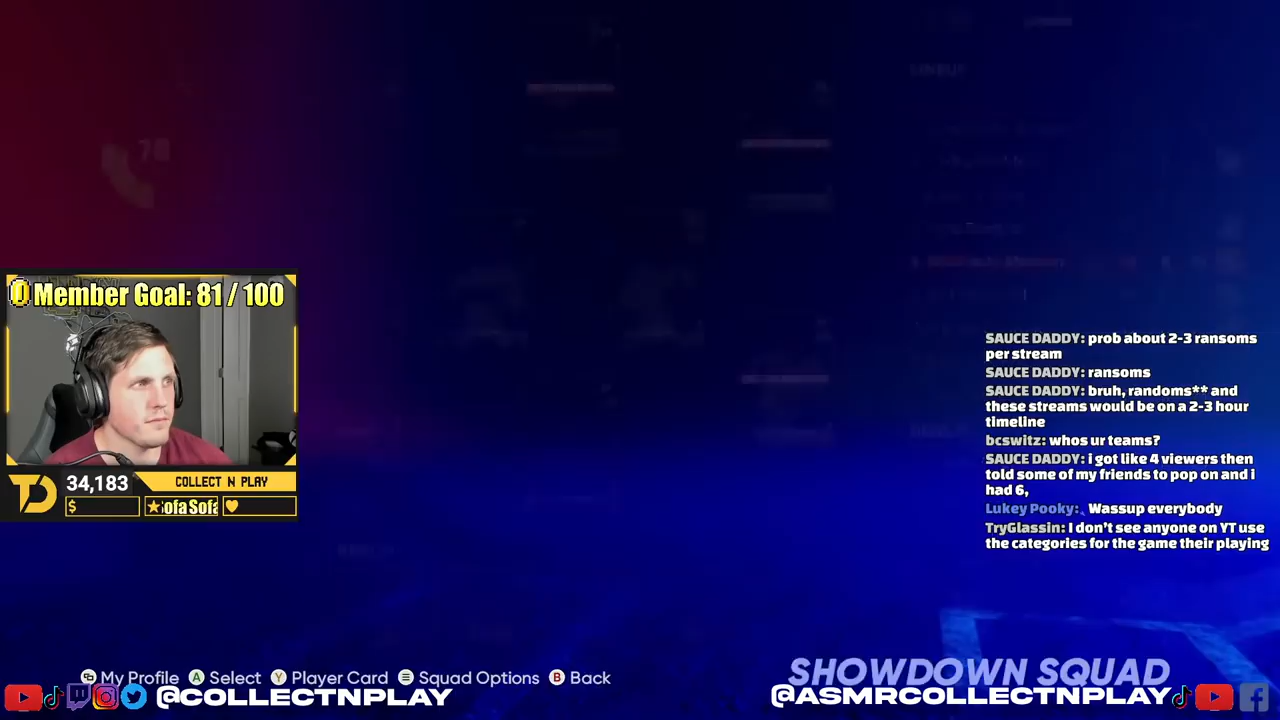 Member Goal: 81 / 100
34,183
COLLECT N PLAY
$
ofaSofa
SAUCE DADDY: prob about 2-3 ransoms
per stream
SAUCE DADDY: ransoms
SAUCE DADDY: bruh, randoms** and
these streams would be on a 2-3 hour
timeline
bcswitz: whos ur teams?
SAUCE DADDY: i got like 4 viewers then
told some of my friends to pop on and i
had 6,
Lukey Pooky: Wassup everybody
TryGlassin: I don't see anyone on YT use
the categories for the game their playing
My Profile A Select Y Player Card Squad Options B Back
SHOWDOWN SQUAD
@COLLECTNPLAY
@ASMRCOLLECTNPLAY